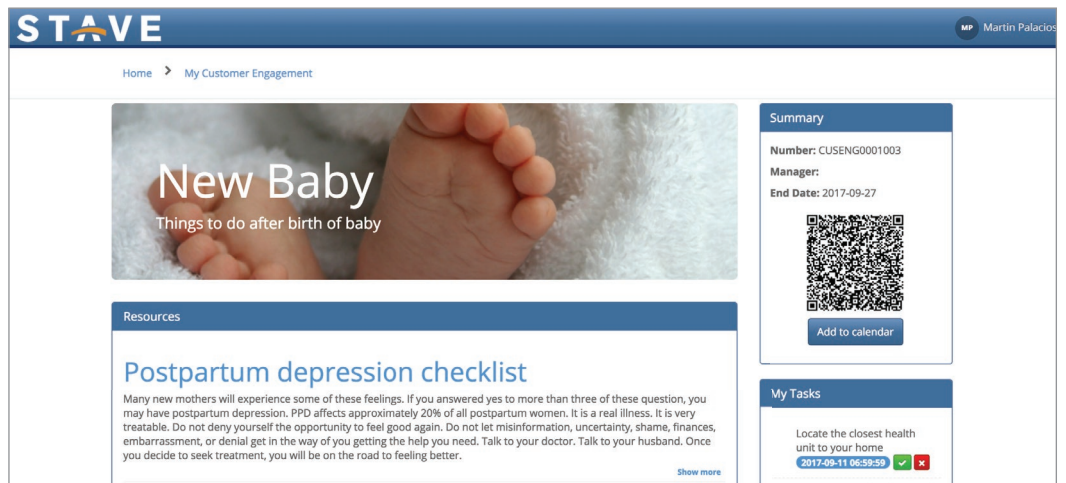 STAVE
MP Martin Palacios
Home > My Customer Engagement
New Baby
Things to do after birth of baby
Resources
Postpartum depression checklist
Many new mothers will experience some of these feelings. If you answered yes to more than three of these question, you
may have postpartum depression. PPD affects approximately 20% of all postpartum women. It is a real illness. It is very
treatable. Do not deny yourself the opportunity to feel good again. Do not let misinformation, uncertainty, shame, finances,
embarrassment, or denial get in the way of you getting the help you need. Talk to your doctor. Talk to your husband. Once
you decide to seek treatment, you will be on the road to feeling better.
Show more
Summary
Number: CUSENG0001003
Manager:
End Date: 2017-09-27
Add to calendar
My Tasks
Locate the closest health
unit to your home
2017-09-11 06:59:59